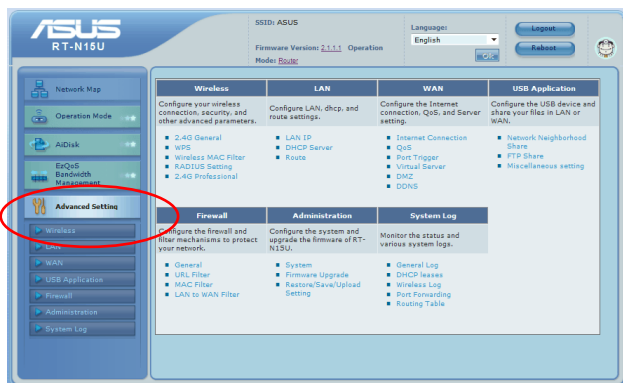 ASUS
RT-N15U
SSID: ASUS
Firmware Version: 2.1.1.1 Operation
Mode: Router
Language:
English
OK
Logout
Reboot
Network Map
Operation Mode
AiDisk
EzQoS
Bandwidth
Management
Advanced Setting
Wireless
LAN
WAN
USB Application
Firewall
Administration
System Log
Wireless
Configure your wireless
connection, security, and
other advanced parameters.
2.4G General
WPS
Wireless MAC Filter
RADIUS Setting
2.4G Professional
LAN
Configure LAN, dhcp, and
route settings.
LAN IP
DHCP Server
Route
WAN
Configure the Internet
connection, QoS, and Server
setting.
Internet Connection
QoS
Port Trigger
Virtual Server
DMZ
DDNS
USB Application
Configure the USB device and
share your files in LAN or
WAN.
Network Neighborhood
Share
FTP Share
Miscellaneous setting
Firewall
Configure the firewall and
filter mechanisms to protect
your network.
General
URL Filter
MAC Filter
LAN to WAN Filter
Administration
Configure the system and
upgrade the firmware of RT-
N15U.
System
Firmware Upgrade
Restore/Save/Upload
Setting
System Log
Monitor the status and
various system logs.
General Log
DHCP leases
Wireless Log
Port Forwarding
Routing Table